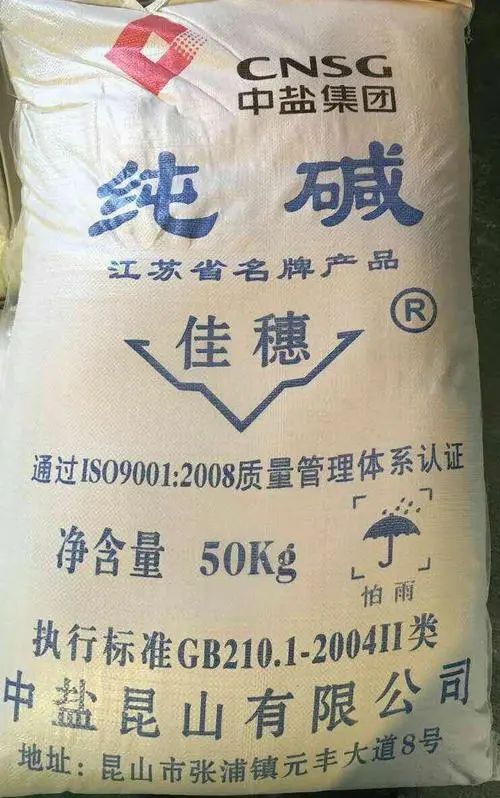 CNSG
中盐集团
纯碱
江苏省名牌产品
佳穗®
通过ISO9001:2008质量管理体系认证
净含量 50Kg
怕雨
执行标准GB210.1-2004II类
中盐昆山有限公司
地址:昆山市张浦镇元丰大道8号